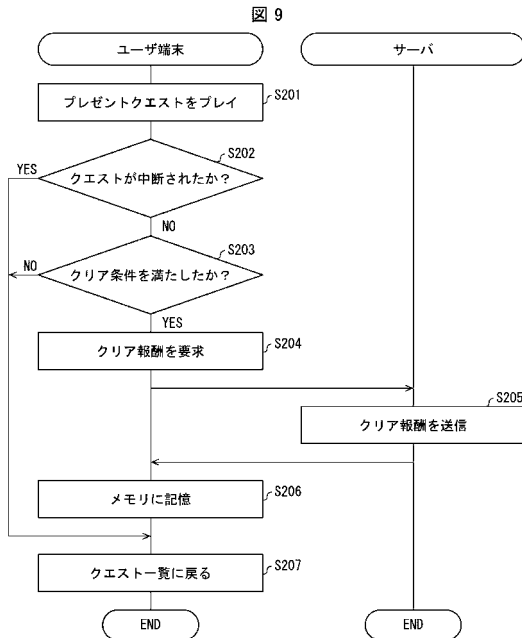 図 9
ユーザ端末
サーバ
プレゼントクエストをプレイ
S201
S202
YES
クエストが中断されたか？
NO
S203
NO
クリア条件を満たしたか？
YES
クリア報酬を要求
S204
S205
クリア報酬を送信
メモリに記憶
S206
クエスト一覧に戻る
S207
END
END